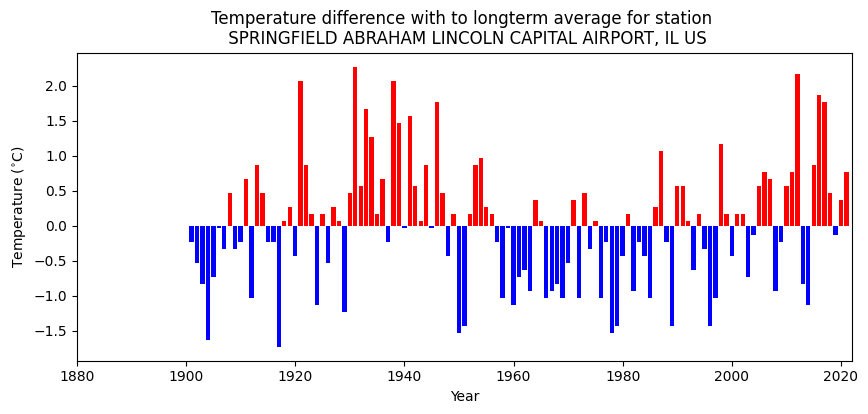 Temperature difference with to longterm average for station
SPRINGFIELD ABRAHAM LINCOLN CAPITAL AIRPORT, IL US
Temperature (°C)
2.0
1.5
1.0
0.5
0.0
−0.5
−1.0
−1.5
1880 1900 1920 1940 1960 1980 2000 2020
Year